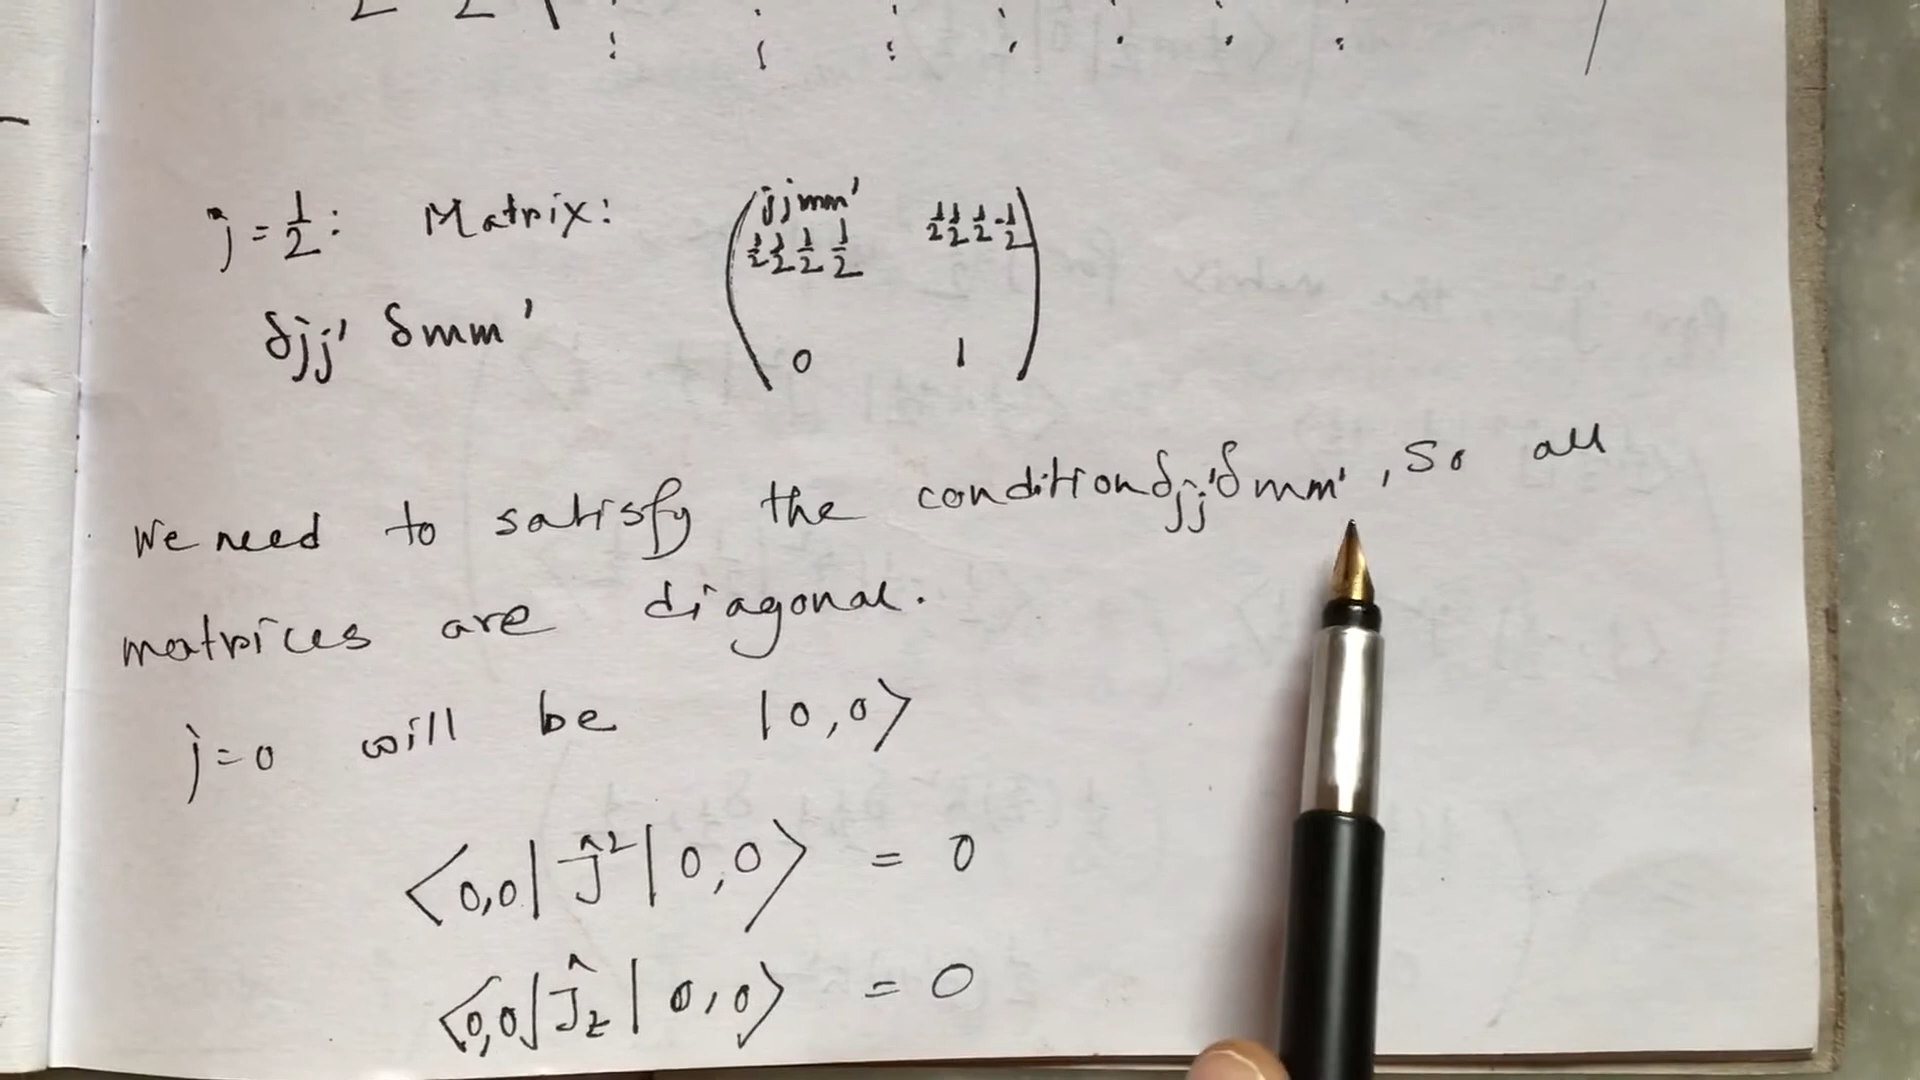 j = 1/2 : Matrix: ( jjmm' 
1/2 1/2 1/2 1/2    1/2 1/2 1/2 -1/2
δjj' δmm'
0    1 )
We need to satisfy the condition δjj' δmm', so all
matrices are diagonal.
j=0 will be |0,0>
<0,0| Ĵ² |0,0> = 0
<0,0| Ĵz |0,0> = 0